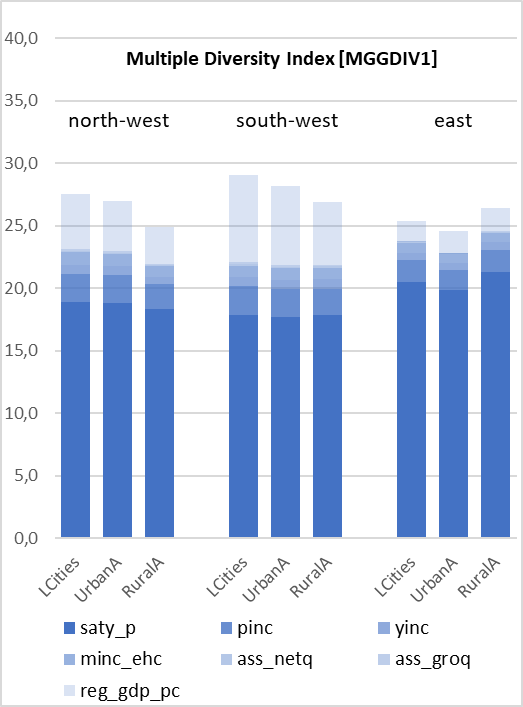 40,0
Multiple Diversity Index [MGGDIV1]
35,0
north-west south-west east
30,0
25,0
20,0
15,0
10,0
5,0
0,0
LCities UrbanA RuralA LCities UrbanA RuralA LCities UrbanA RuralA
saty_p pinc yinc
minc_ehc ass_netq ass_groq
reg_gdp_pc